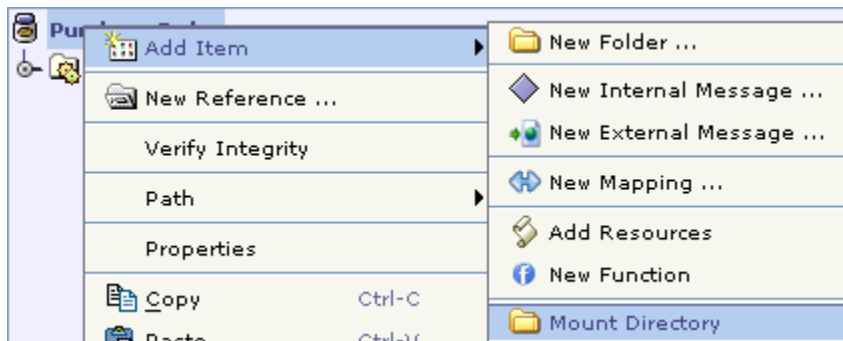 Add Item
New Reference ...
Verify Integrity
Path
Properties
Copy Ctrl-C
New Folder ...
New Internal Message ...
New External Message ...
New Mapping ...
Add Resources
New Function
Mount Directory